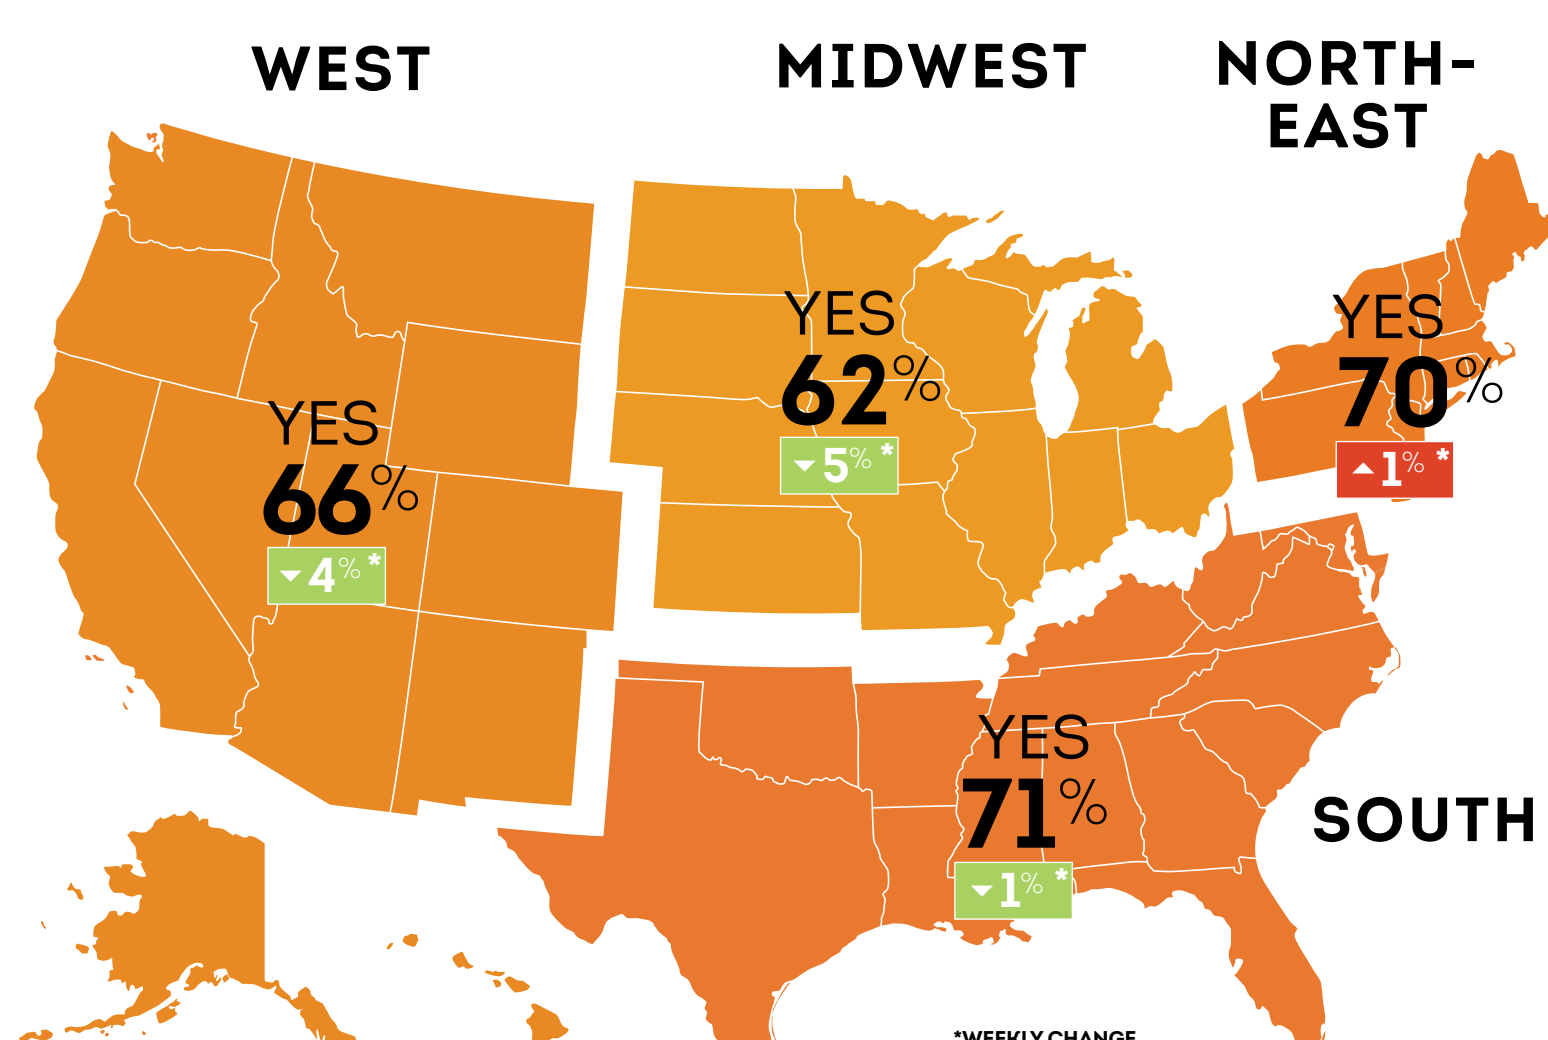 WEST
MIDWEST
NORTH-
EAST
YES
66%
▼4%*
YES
62%
▼5%*
YES
70%
▲1%*
YES
71%
▼1%*
SOUTH
*WEEKLY CHANGE